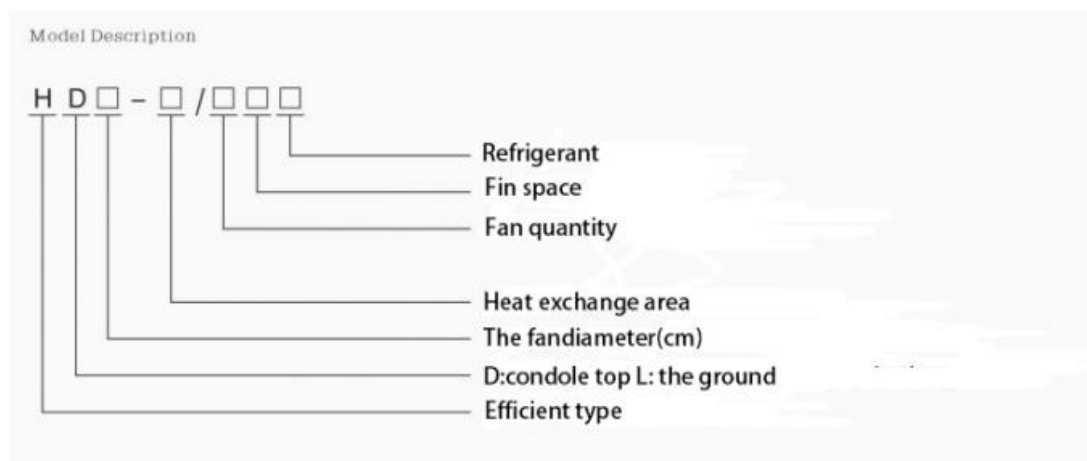 Model Description
H D□-□/□□□
Refrigerant
Fin space
Fan quantity
Heat exchange area
The fandiameter(cm)
D:condole top L: the ground
Efficient type